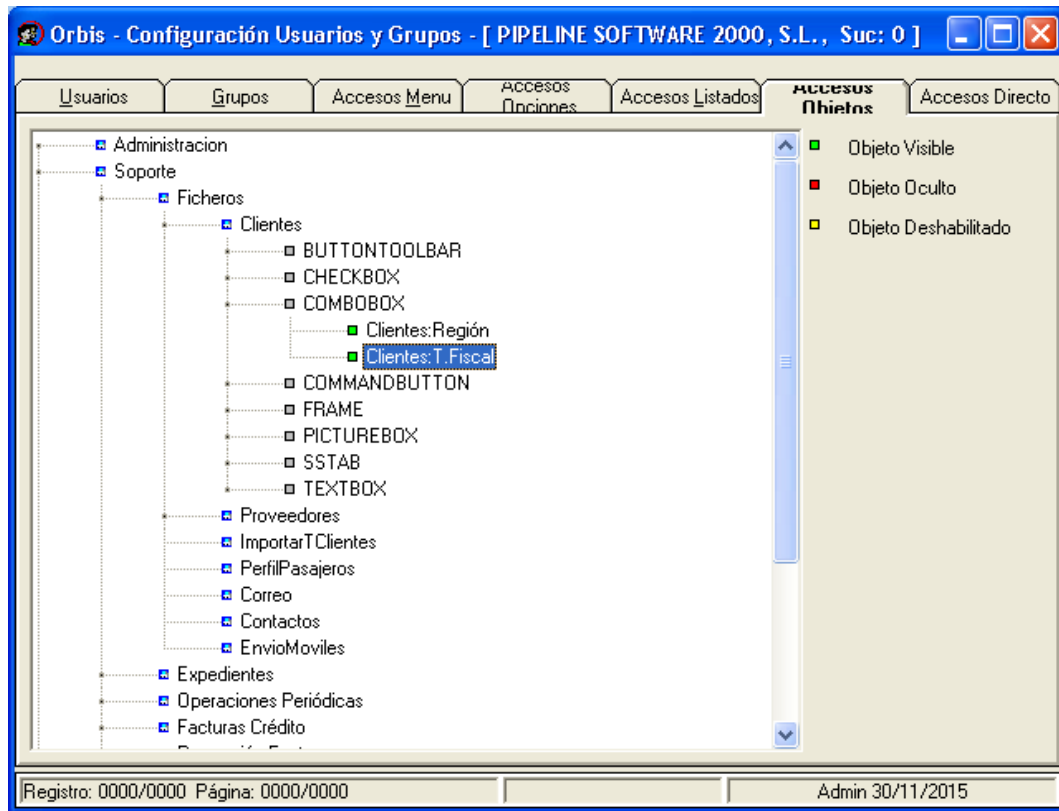 Orbis - Configuración Usuarios y Grupos - [ PIPELINE SOFTWARE 2000, S.L., Suc: 0 ]
Usuarios
Grupos
Accesos Menu
Accesos Opciones
Accesos Listados
Accesos Objetos
Accesos Directo
Administracion
Soporte
Ficheros
Clientes
BUTTONTOOLBAR
CHECKBOX
COMBOBOX
Clientes:Región
Clientes:T.Fiscal
COMMANDBUTTON
FRAME
PICTUREBOX
SSTAB
TEXTBOX
Proveedores
ImportarTClientes
PerfilPasajeros
Correo
Contactos
EnvioMoviles
Expedientes
Operaciones Periódicas
Facturas Crédito
Objeto Visible
Objeto Oculto
Objeto Deshabilitado
Registro: 0000/0000 Página: 0000/0000
Admin 30/11/2015